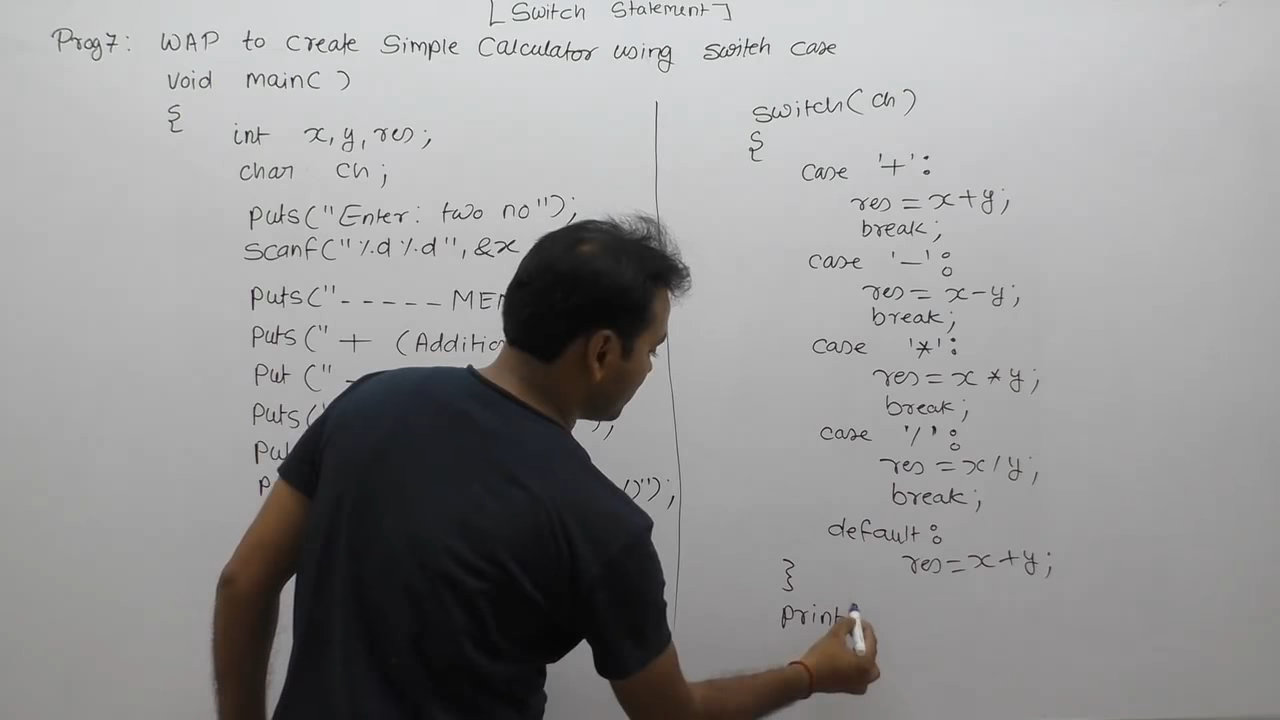 [Switch Statement]
Prog 7: WAP to Create Simple Calculator using switch case
void main( )
{
int x, y, res;
char ch;
puts("Enter: two no");
scanf("%d %d", &x
puts("- - - - - MEN
puts(" + (Additio
Put (" -
Puts("
Pu
P )");
switch(ch)
{
case '+':
res = x+y;
break;
case '-':
res = x-y;
break;
case '*':
res = x * y;
break;
case '/':
res = x/y;
break;
default:
res = x+y;
}
print